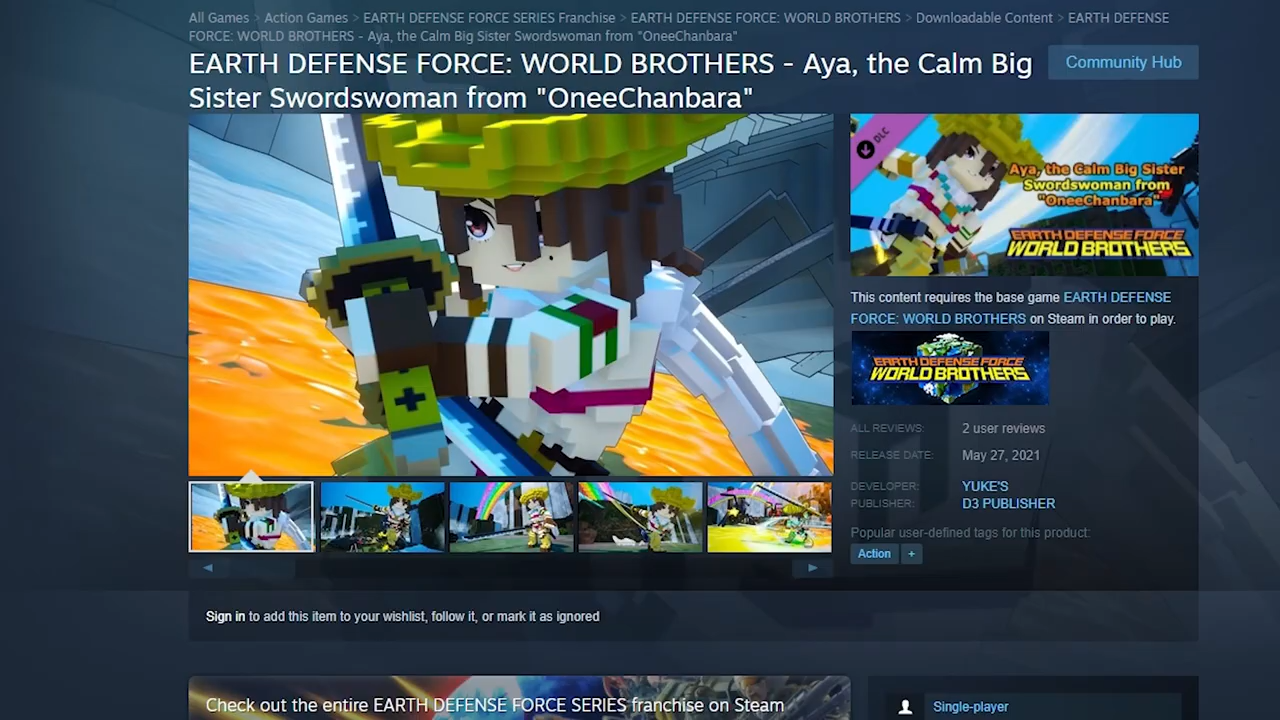 All Games > Action Games > EARTH DEFENSE FORCE SERIES Franchise > EARTH DEFENSE FORCE: WORLD BROTHERS > Downloadable Content > EARTH DEFENSE
FORCE: WORLD BROTHERS - Aya, the Calm Big Sister Swordswoman from "OneeChanbara"
EARTH DEFENSE FORCE: WORLD BROTHERS - Aya, the Calm Big
Sister Swordswoman from "OneeChanbara"
Community Hub
DLC
Aya, the Calm Big Sister
Swordswoman from
"OneeChanbara"
EARTH DEFENSE FORCE
WORLD BROTHERS
This content requires the base game EARTH DEFENSE
FORCE: WORLD BROTHERS on Steam in order to play.
EARTH DEFENSE FORCE
WORLD BROTHERS
ALL REVIEWS: 2 user reviews
RELEASE DATE: May 27, 2021
DEVELOPER: YUKE'S
PUBLISHER: D3 PUBLISHER
Popular user-defined tags for this product:
Action +
Sign in to add this item to your wishlist, follow it, or mark it as ignored
Check out the entire EARTH DEFENSE FORCE SERIES franchise on Steam
Single-player